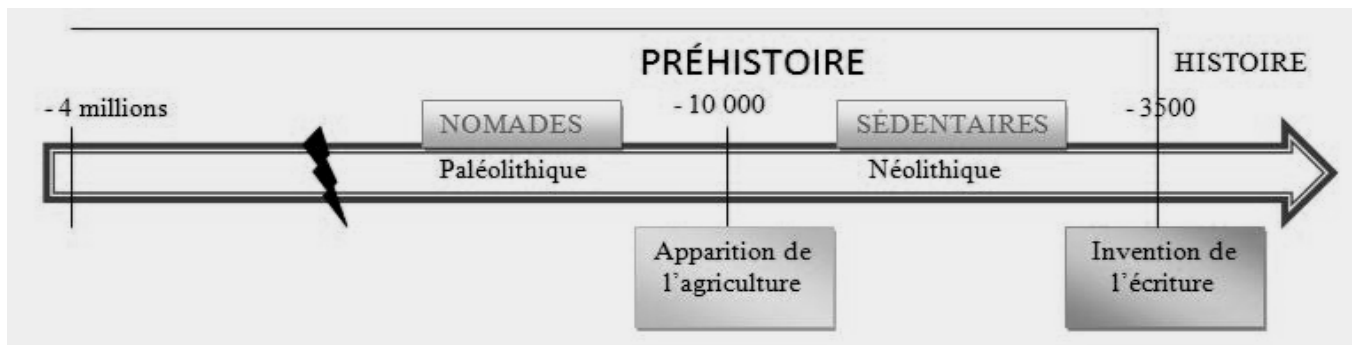 PRÉHISTOIRE
HISTOIRE
- 4 millions
- 10 000
- 3500
NOMADES
SÉDENTAIRES
Paléolithique
Néolithique
Apparition de
l'agriculture
Invention de
l'écriture